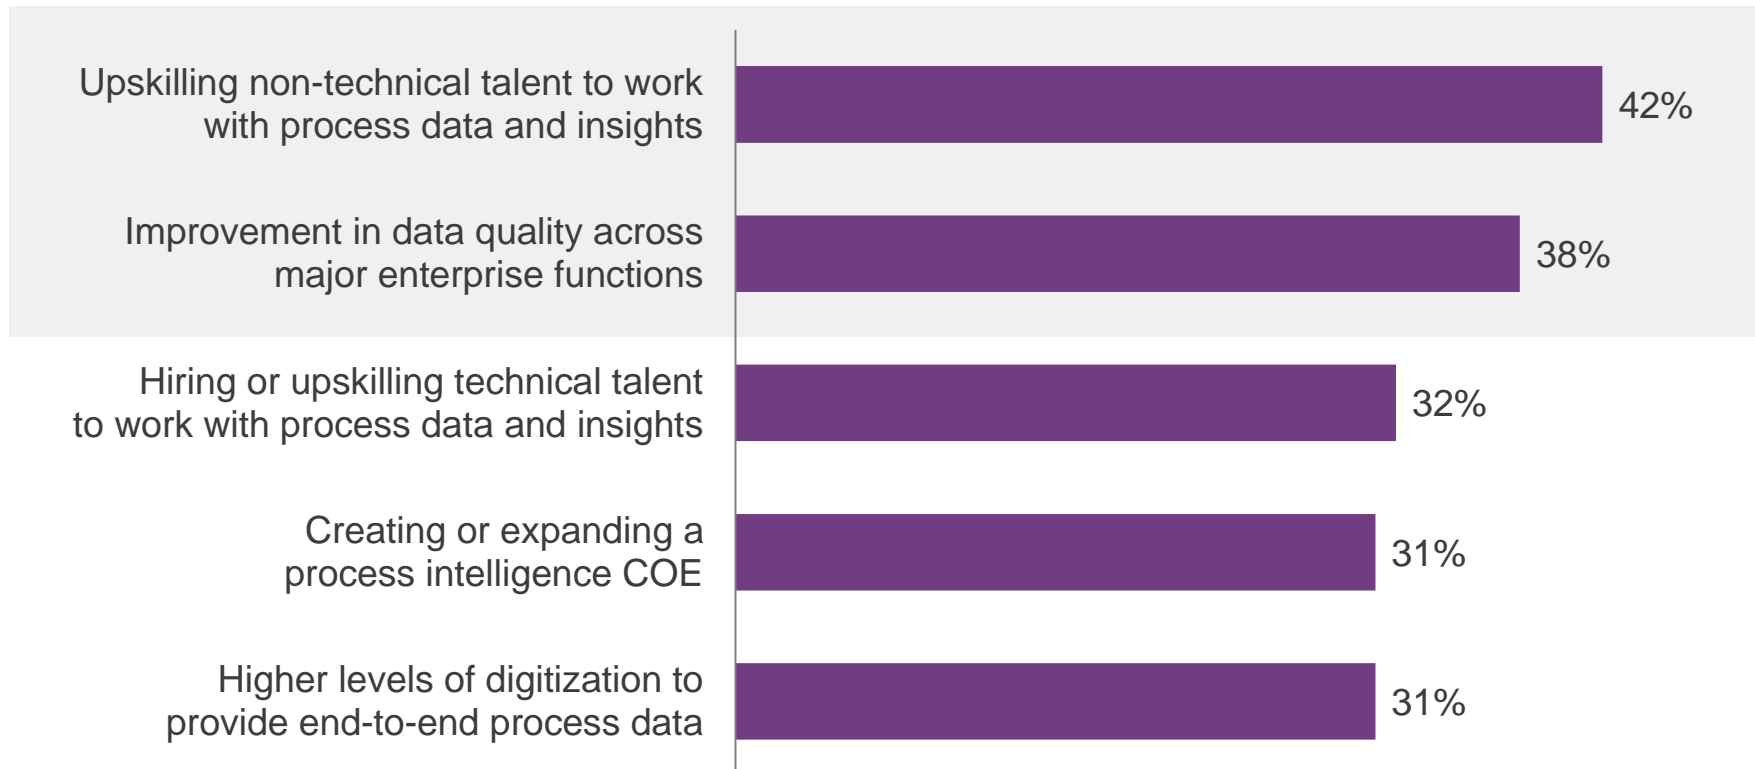 Upskilling non-technical talent to work
with process data and insights
42%
Improvement in data quality across
major enterprise functions
38%
Hiring or upskilling technical talent
to work with process data and insights
32%
Creating or expanding a
process intelligence COE
31%
Higher levels of digitization to
provide end-to-end process data
31%